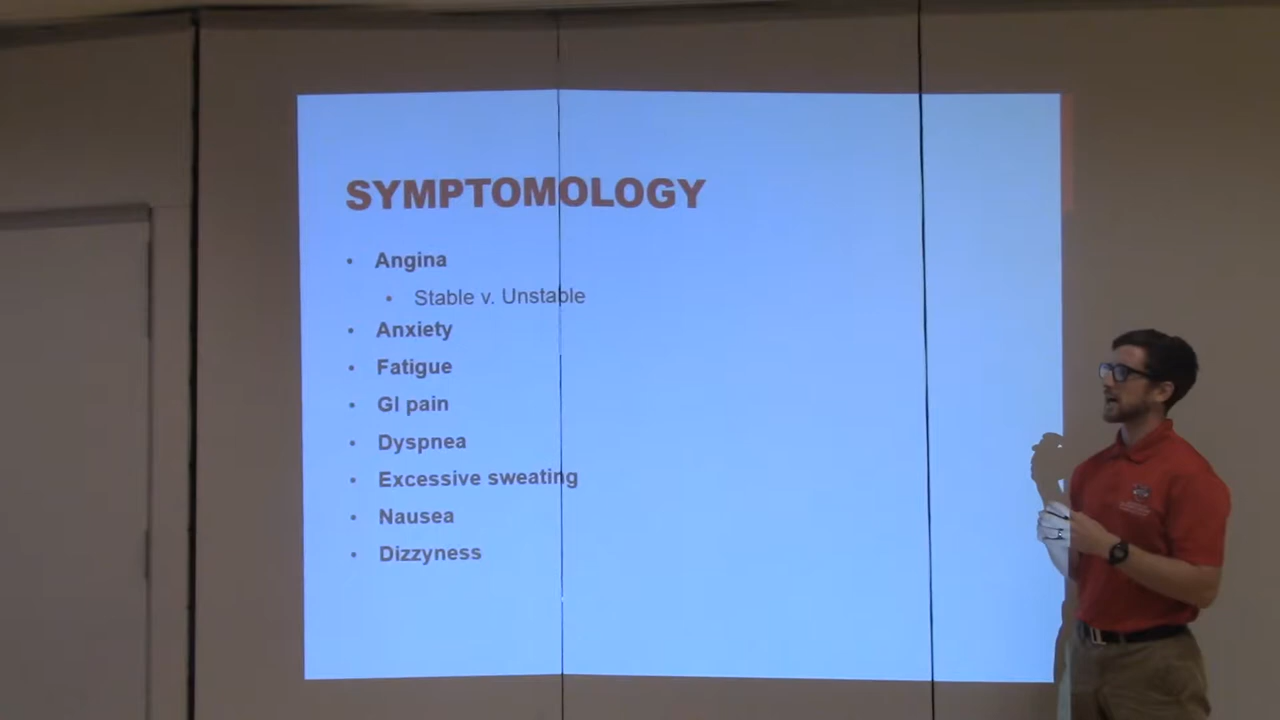 SYMPTOMOLOGY
• Angina
• Stable v. Unstable
• Anxiety
• Fatigue
• GI pain
• Dyspnea
• Excessive sweating
• Nausea
• Dizzyness